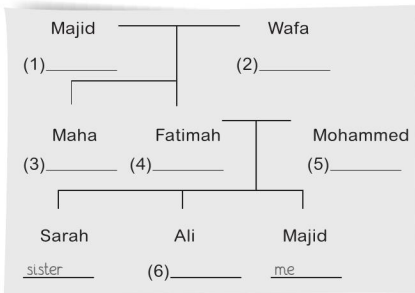 Majid Wafa
(1) (2)
Maha Fatimah Mohammed
(3) (4) (5)
Sarah Ali Majid
sister (6) me